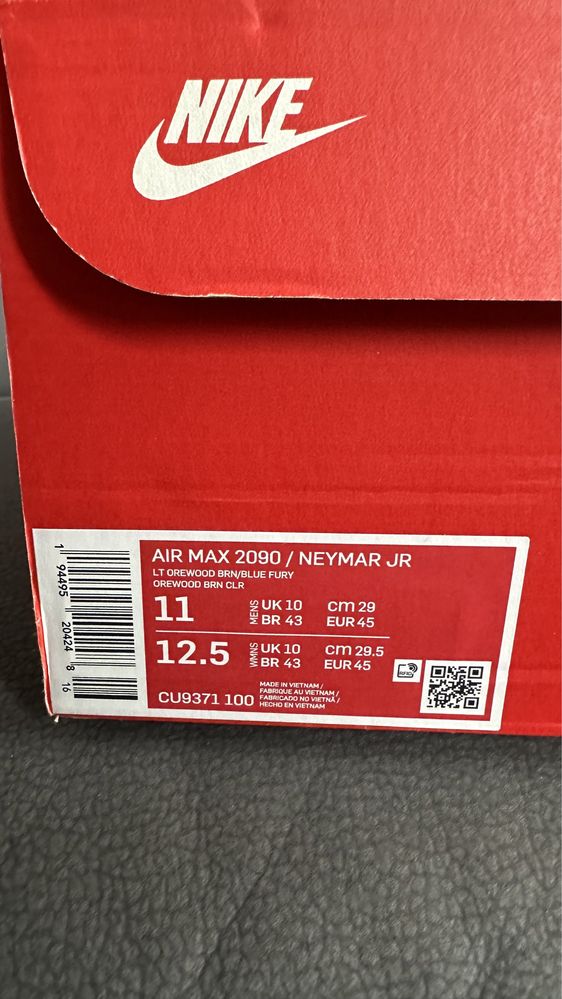 NIKE
AIR MAX 2090 / NEYMAR JR
LT OREWOOD BRN/BLUE FURY
OREWOOD BRN CLR
11 MENS UK 10 cm 29
BR 43 EUR 45
12.5 WMNS UK 10 cm 29.5
BR 43 EUR 45
CU9371 100
MADE IN VIETNAM /
FABRIQUE AU VIETNAM /
FABRICADO NO VIETNÃ /
HECHO EN VIETNAM
RFID
1 94495 20424 8 16